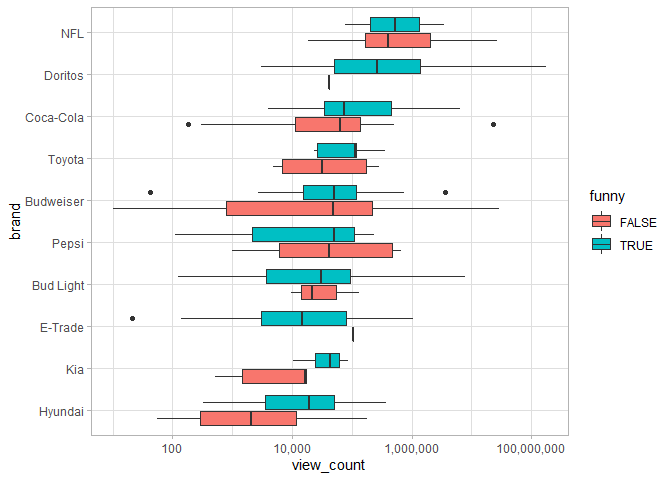 NFL
Doritos
Coca-Cola
Toyota
Budweiser
Pepsi
Bud Light
E-Trade
Kia
Hyundai
brand
100
10,000
1,000,000
100,000,000
view_count
funny
FALSE
TRUE